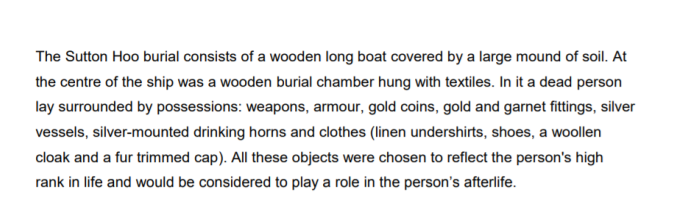 The Sutton Hoo burial consists of a wooden long boat covered by a large mound of soil. At
the centre of the ship was a wooden burial chamber hung with textiles. In it a dead person
lay surrounded by possessions: weapons, armour, gold coins, gold and garnet fittings, silver
vessels, silver-mounted drinking horns and clothes (linen undershirts, shoes, a woollen
cloak and a fur trimmed cap). All these objects were chosen to reflect the person's high
rank in life and would be considered to play a role in the person’s afterlife.